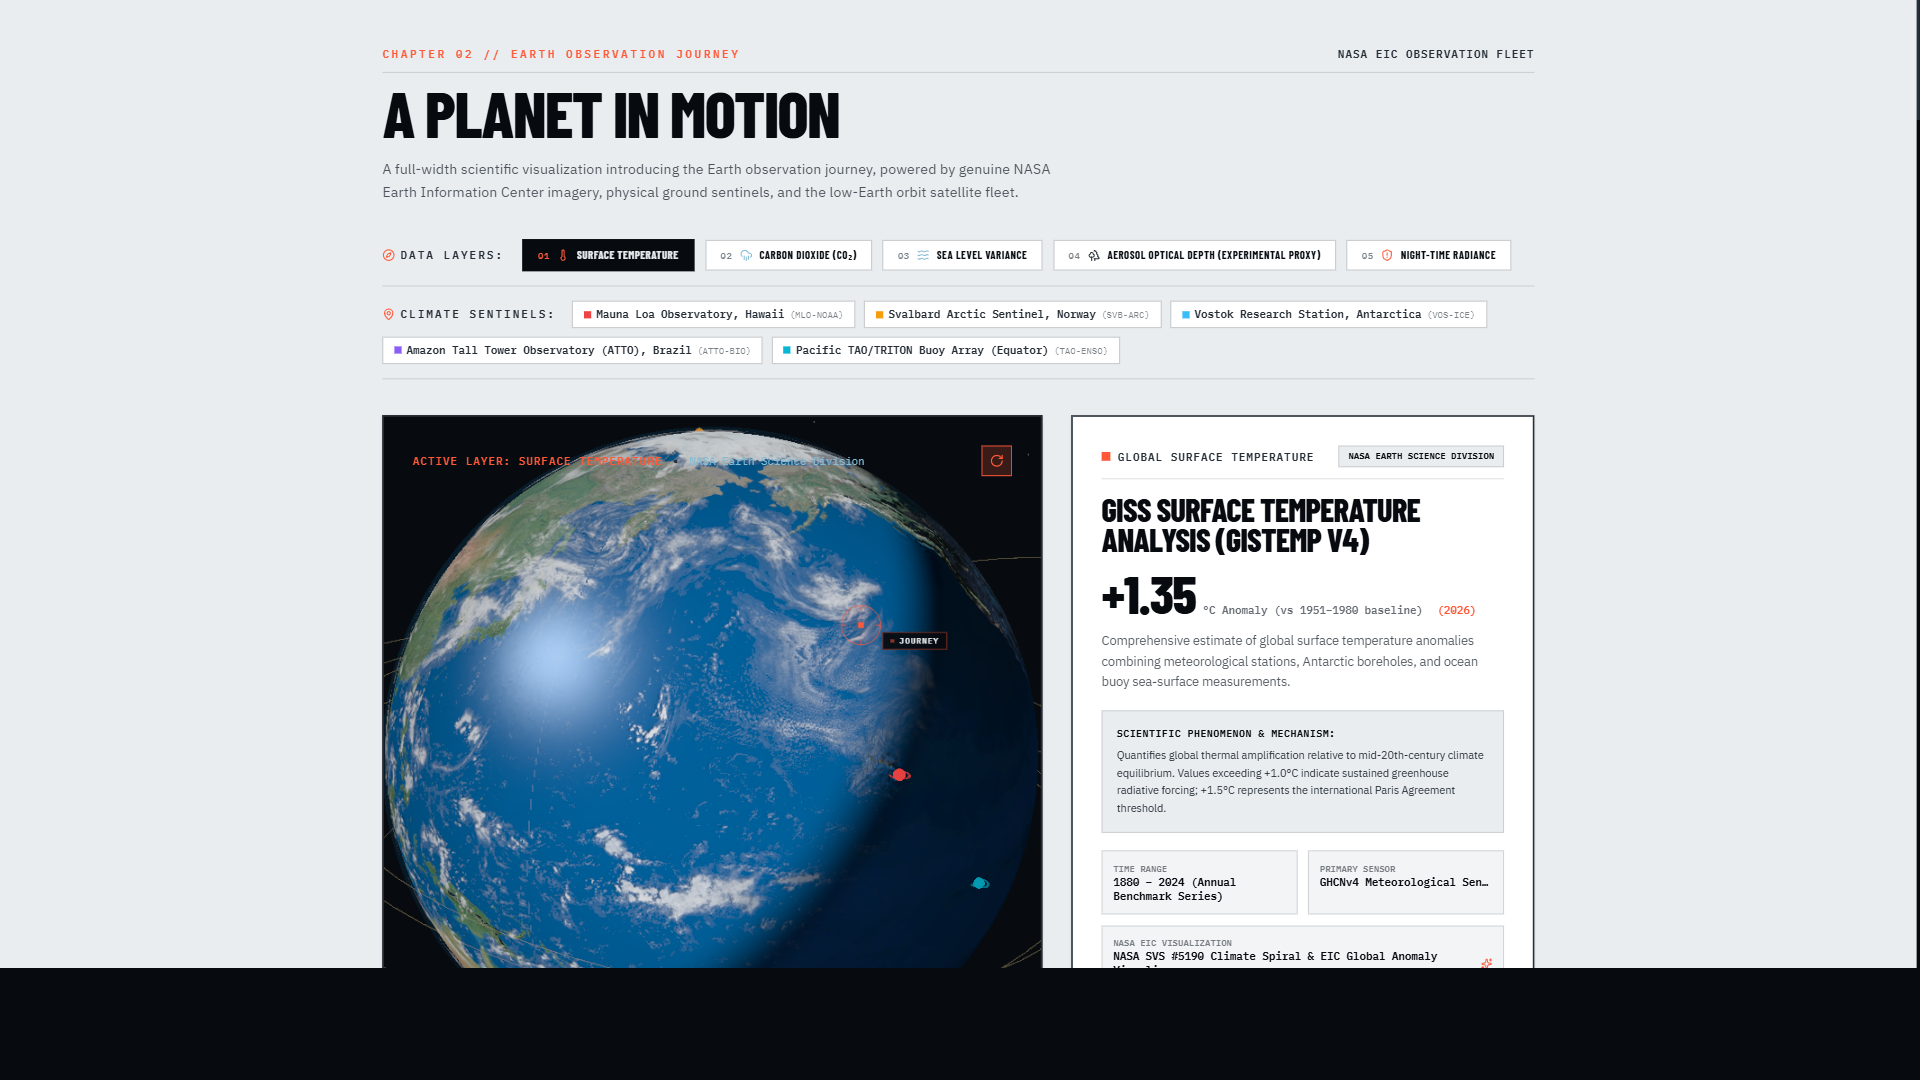 CHAPTER 02 // EARTH OBSERVATION JOURNEY
NASA EIC OBSERVATION FLEET
A PLANET IN MOTION
A full-width scientific visualization introducing the Earth observation journey, powered by genuine NASA
Earth Information Center imagery, physical ground sentinels, and the low-Earth orbit satellite fleet.
DATA LAYERS:
01 SURFACE TEMPERATURE
02 CARBON DIOXIDE (CO₂)
03 SEA LEVEL VARIANCE
04 AEROSOL OPTICAL DEPTH (EXPERIMENTAL PROXY)
05 NIGHT-TIME RADIANCE
CLIMATE SENTINELS:
Mauna Loa Observatory, Hawaii (MLO-NOAA)
Svalbard Arctic Sentinel, Norway (SVB-ARC)
Vostok Research Station, Antarctica (VOS-ICE)
Amazon Tall Tower Observatory (ATTO), Brazil (ATTO-BIO)
Pacific TAO/TRITON Buoy Array (Equator) (TAO-ENSO)
ACTIVE LAYER: SURFACE TEMPERATURE • NASA Earth Science Division
JOURNEY
GLOBAL SURFACE TEMPERATURE
NASA EARTH SCIENCE DIVISION
GISS SURFACE TEMPERATURE
ANALYSIS (GISTEMP V4)
+1.35 °C Anomaly (vs 1951–1980 baseline) (2026)
Comprehensive estimate of global surface temperature anomalies
combining meteorological stations, Antarctic boreholes, and ocean
buoy sea-surface measurements.
SCIENTIFIC PHENOMENON & MECHANISM:
Quantifies global thermal amplification relative to mid-20th-century climate
equilibrium. Values exceeding +1.0°C indicate sustained greenhouse
radiative forcing; +1.5°C represents the international Paris Agreement
threshold.
TIME RANGE
1880 – 2024 (Annual
Benchmark Series)
PRIMARY SENSOR
GHCNv4 Meteorological Sen…
NASA EIC VISUALIZATION
NASA SVS #5190 Climate Spiral & EIC Global Anomaly